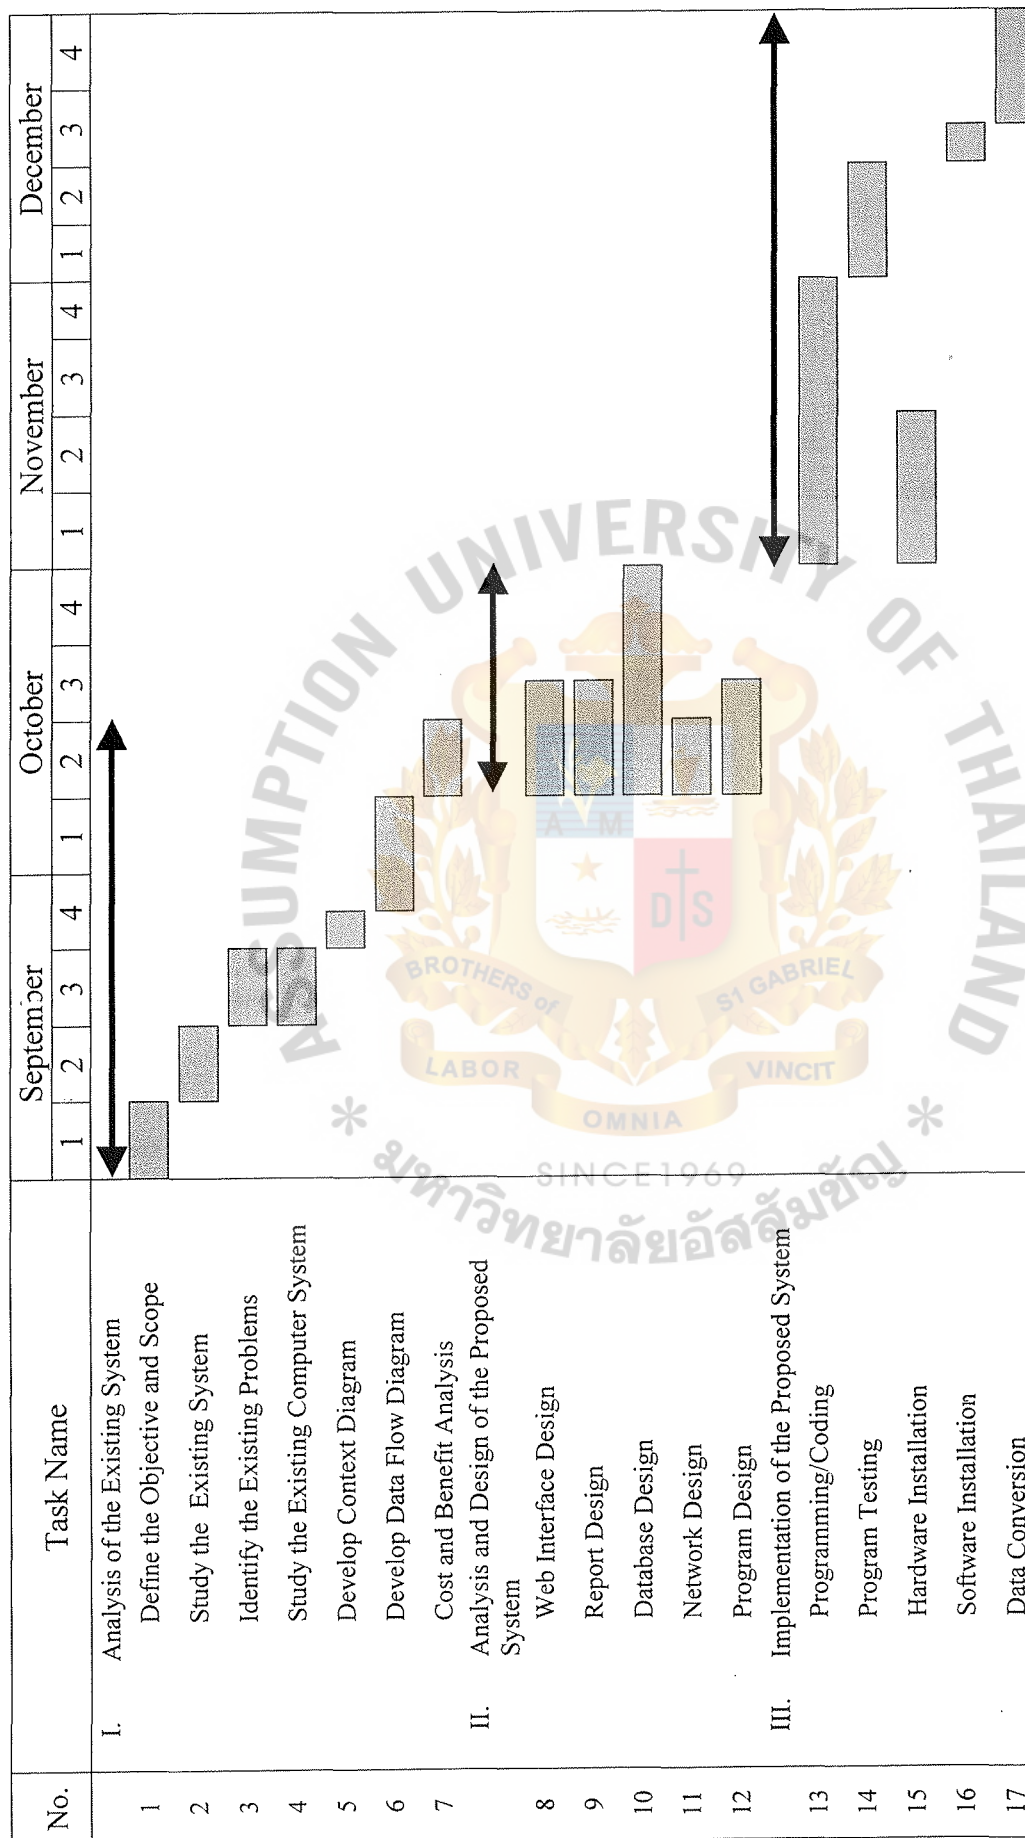 No. Task Name September October November December
1 2 3 4 1 2 3 4 1 2 3 4 1 2 3 4
I. Analysis of the Existing System
1 Define the Objective and Scope
2 Study the Existing System
3 Identify the Existing Problems
4 Study the Existing Computer System
5 Develop Context Diagram
6 Develop Data Flow Diagram
7 Cost and Benefit Analysis
II. Analysis and Design of the Proposed
System
8 Web Interface Design
9 Report Design
10 Database Design
11 Network Design
12 Program Design
III. Implementation of the Proposed System
13 Programming/Coding
14 Program Testing
15 Hardware Installation
16 Software Installation
17 Data Conversion
ASSUMPTION UNIVERSITY OF THAILAND
A M
D S
BROTHERS of ST GABRIEL
LABOR OMNIA VINCIT
SINCE1969
* มหาวิทยาลัยอัสสัมชัญ *